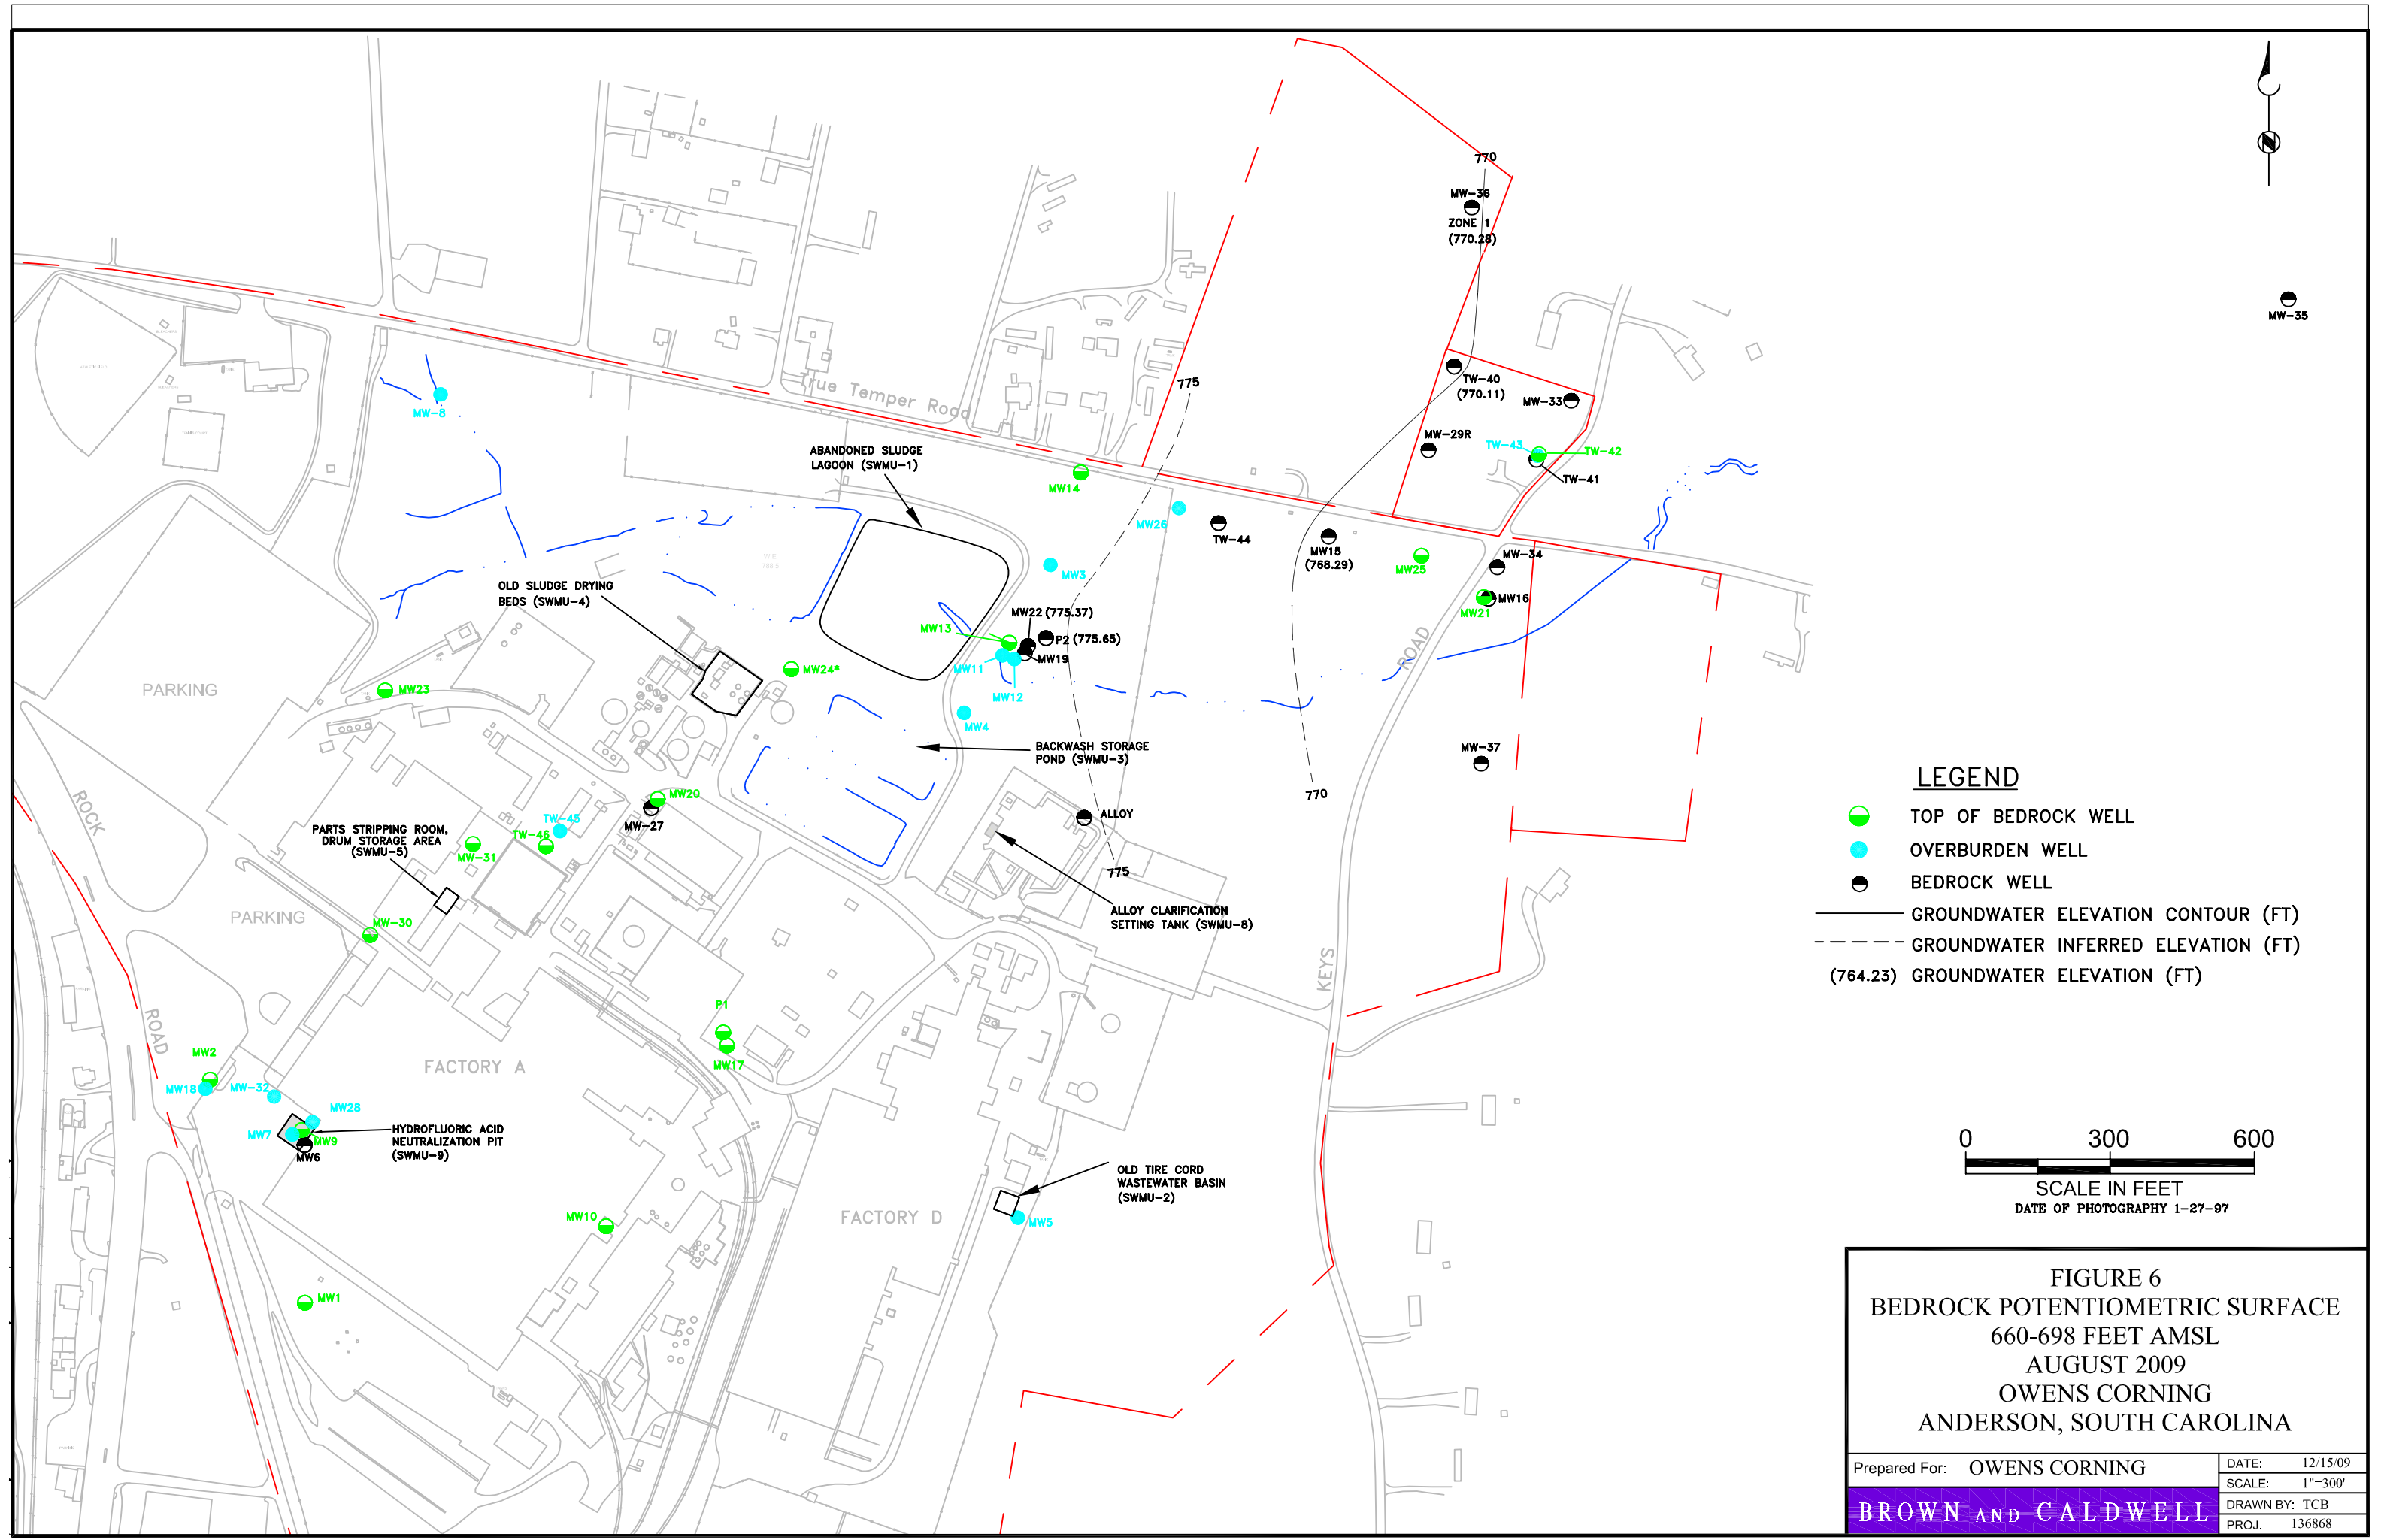 770
MW-36
ZONE 1
(770.28)
MW-35
775
True Temper Road
MW-8
TW-40
(770.11)
MW-33
MW-29R
TW-43
TW-42
TW-41
ABANDONED SLUDGE
LAGOON (SWMU-1)
MW14
MW26
TW-44
MW15
(768.29)
MW25
MW-34
MW16
MW21
MW3
OLD SLUDGE DRYING
BEDS (SWMU-4)
MW22 (775.37)
MW13
P2 (775.65)
MW19
MW11
MW12
MW24*
MW23
PARKING
MW4
ROAD
BACKWASH STORAGE
POND (SWMU-3)
MW-37
770
ROCK
MW20
MW-27
ALLOY
TW-45
TW-46
PARTS STRIPPING ROOM,
DRUM STORAGE AREA
(SWMU-5)
MW-31
775
PARKING
MW-30
ALLOY CLARIFICATION
SETTING TANK (SWMU-8)
KEYS
ROAD
P1
MW17
FACTORY A
MW2
MW18
MW-32
MW28
MW7
MW9
MW6
HYDROFLUORIC ACID
NEUTRALIZATION PIT
(SWMU-9)
OLD TIRE CORD
WASTEWATER BASIN
(SWMU-2)
MW10
FACTORY D
MW5
MW1
N
LEGEND
TOP OF BEDROCK WELL
OVERBURDEN WELL
BEDROCK WELL
GROUNDWATER ELEVATION CONTOUR (FT)
GROUNDWATER INFERRED ELEVATION (FT)
(764.23) GROUNDWATER ELEVATION (FT)
0 300 600
SCALE IN FEET
DATE OF PHOTOGRAPHY 1-27-97
FIGURE 6
BEDROCK POTENTIOMETRIC SURFACE
660-698 FEET AMSL
AUGUST 2009
OWENS CORNING
ANDERSON, SOUTH CAROLINA
Prepared For: OWENS CORNING
DATE: 12/15/09
SCALE: 1"=300'
BROWN AND CALDWELL
DRAWN BY: TCB
PROJ. 136868